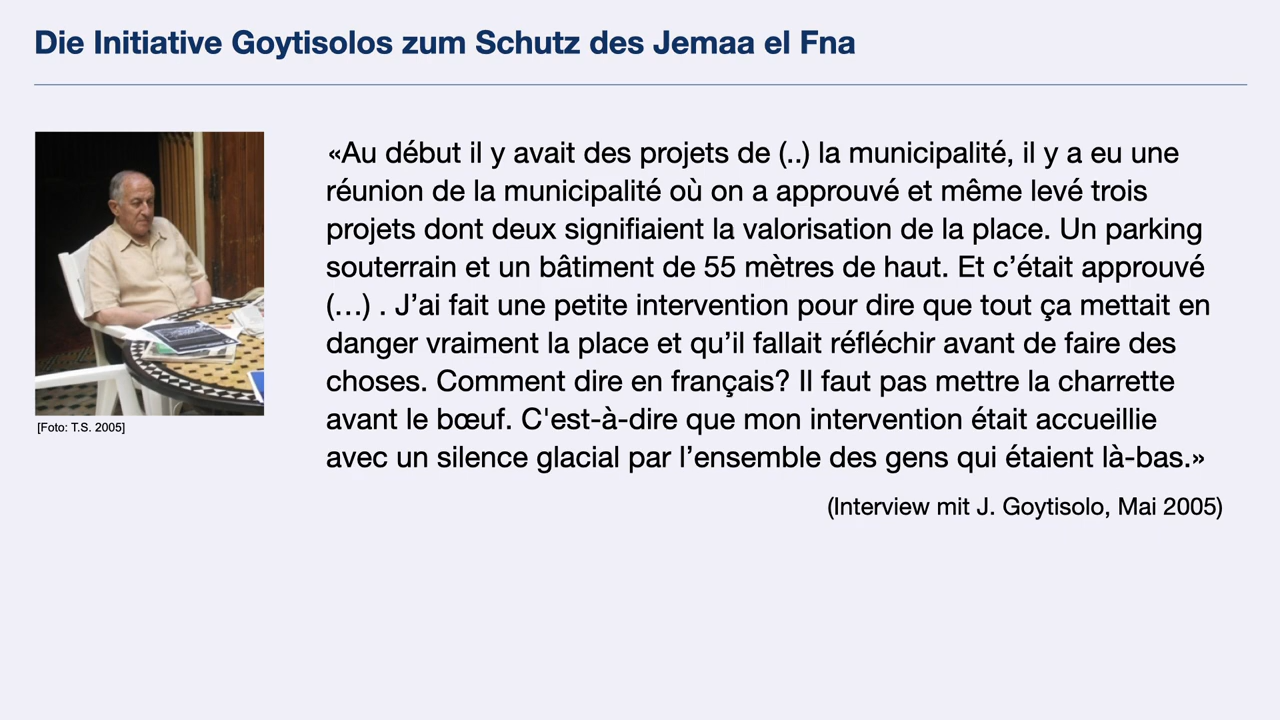 Die Initiative Goytisolos zum Schutz des Jemaa el Fna
«Au début il y avait des projets de (..) la municipalité, il y a eu une
réunion de la municipalité où on a approuvé et même levé trois
projets dont deux signifiaient la valorisation de la place. Un parking
souterrain et un bâtiment de 55 mètres de haut. Et c’était approuvé
(…) . J’ai fait une petite intervention pour dire que tout ça mettait en
danger vraiment la place et qu’il fallait réfléchir avant de faire des
choses. Comment dire en français? Il faut pas mettre la charrette
avant le bœuf. C'est-à-dire que mon intervention était accueillie
avec un silence glacial par l’ensemble des gens qui étaient là-bas.»
(Interview mit J. Goytisolo, Mai 2005)
[Foto: T.S. 2005]